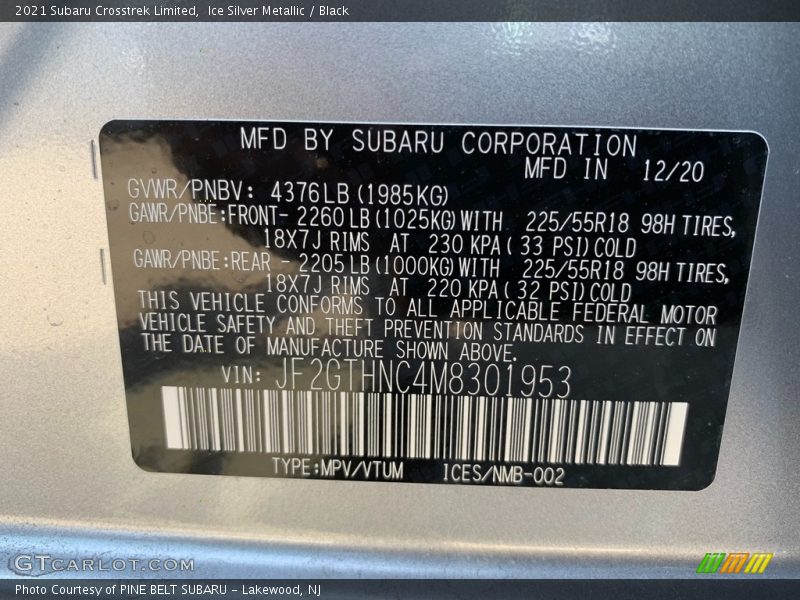 2021 Subaru Crosstrek Limited,  Ice Silver Metallic / Black
MFD BY SUBARU CORPORATION
MFD IN 12/20
GVWR/PNBV: 4376LB(1985KG)
GAWR/PNBE:FRONT- 2260LB(1025KG)WITH 225/55R18 98H TIRES,
18X7J RIMS AT 230 KPA( 33 PSI)COLD
GAWR/PNBE:REAR - 2205LB(1000KG)WITH 225/55R18 98H TIRES,
18X7J RIMS AT 220 KPA( 32 PSI)COLD
THIS VEHICLE CONFORMS TO ALL APPLICABLE FEDERAL MOTOR
VEHICLE SAFETY AND THEFT PREVENTION STANDARDS IN EFFECT ON
THE DATE OF MANUFACTURE SHOWN ABOVE.
VIN: JF2GTHNC4M8301953
TYPE:MPV/VTUM ICES/NMB-002
GTCARLOT.COM
Photo Courtesy of PINE BELT SUBARU – Lakewood, NJ